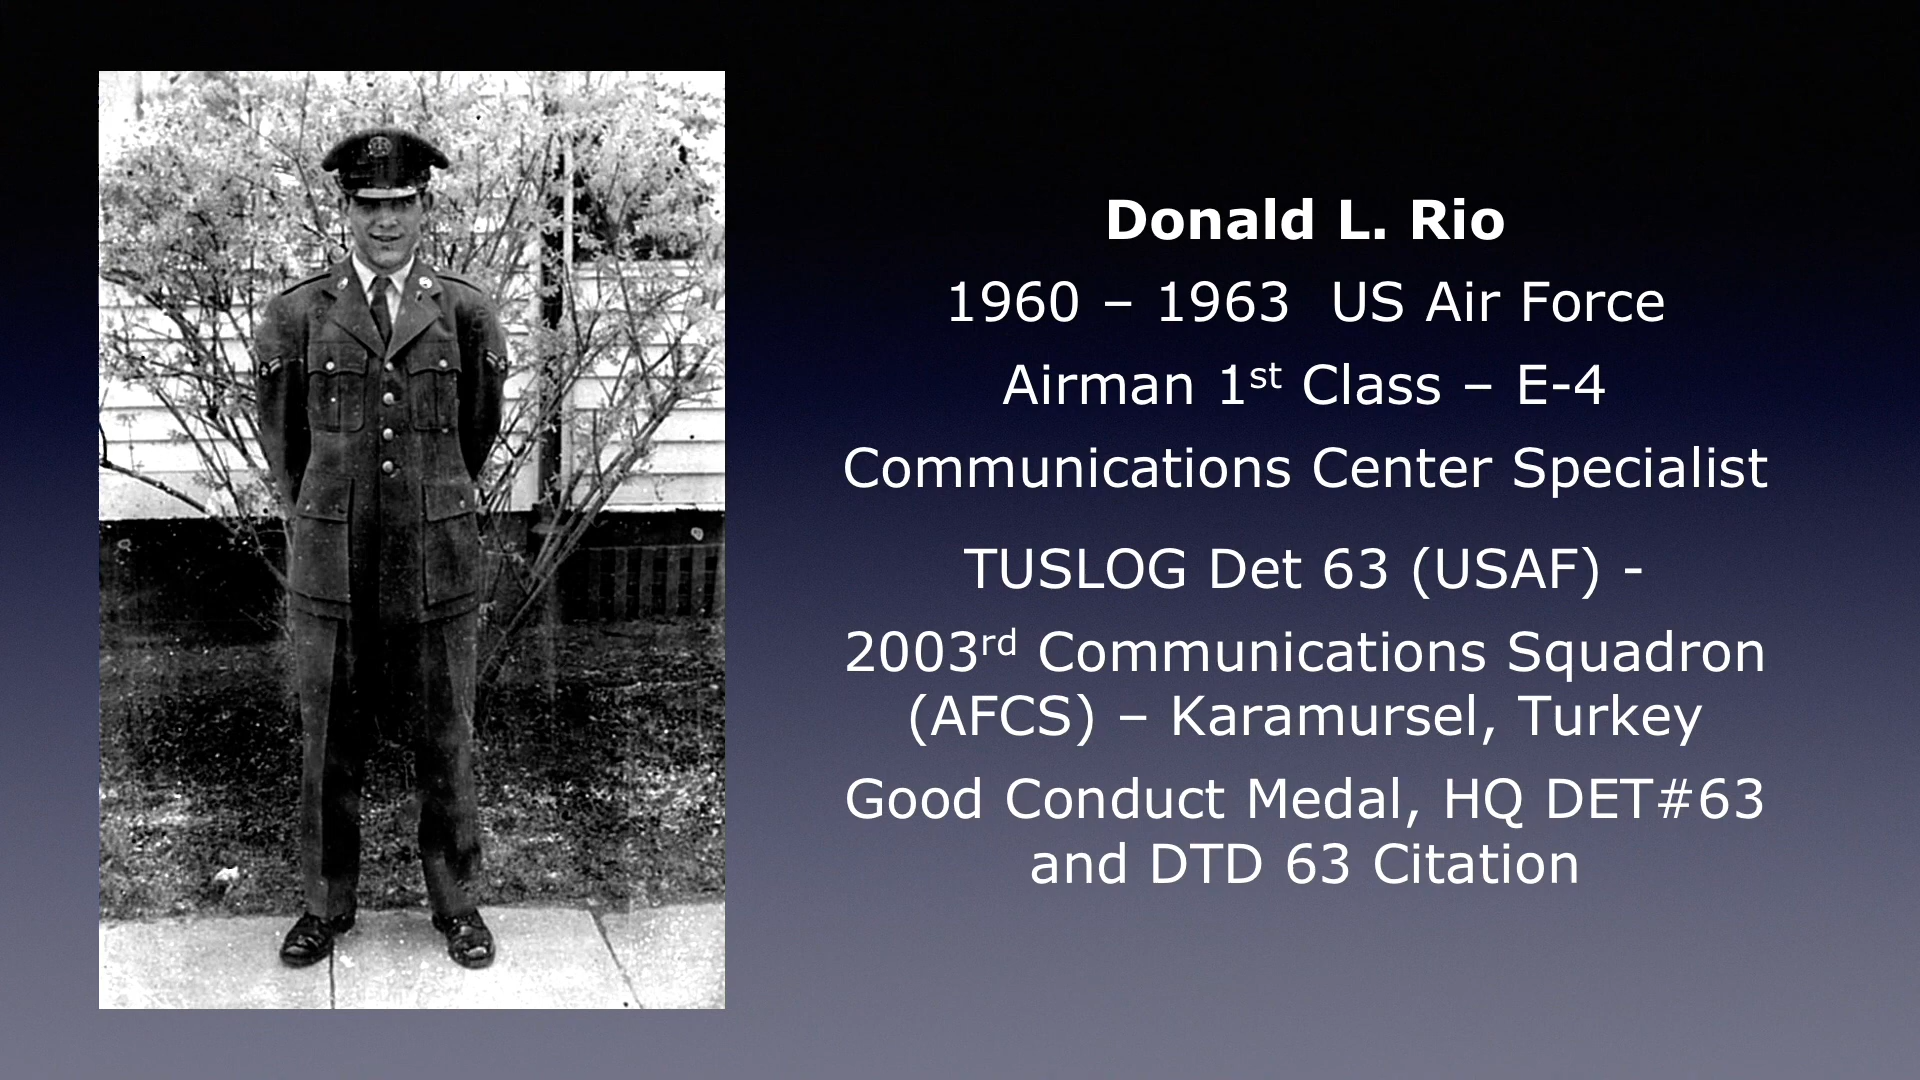 Donald L. Rio
1960 – 1963  US Air Force
Airman 1st Class – E-4
Communications Center Specialist
TUSLOG Det 63 (USAF) -
2003rd Communications Squadron
(AFCS) – Karamursel, Turkey
Good Conduct Medal, HQ DET#63
and DTD 63 Citation